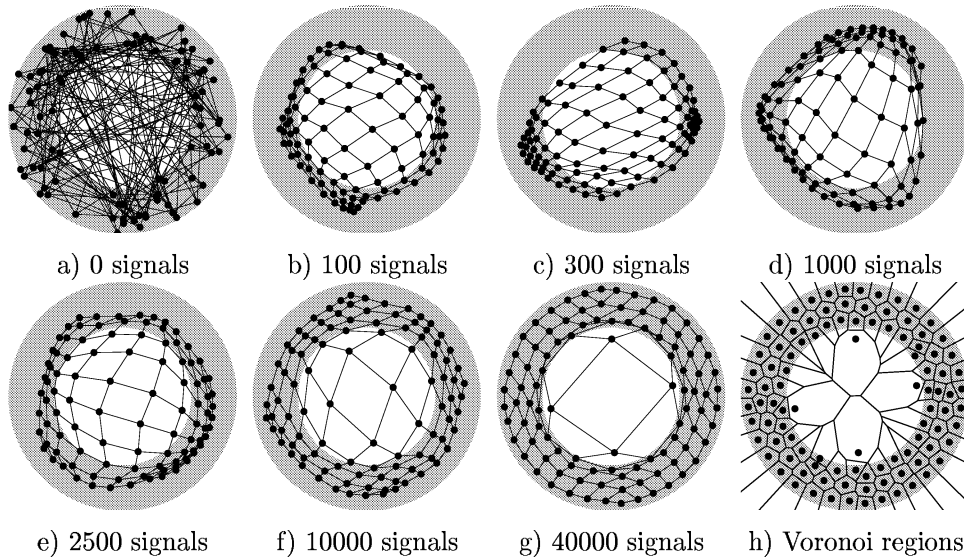 a) 0 signals
b) 100 signals
c) 300 signals
d) 1000 signals
e) 2500 signals
f) 10000 signals
g) 40000 signals
h) Voronoi regions